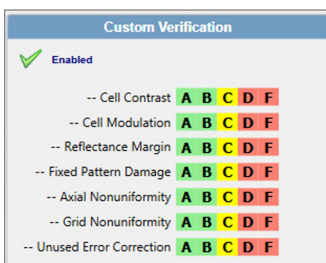 Custom Verification
Enabled
-- Cell Contrast A B C D F
-- Cell Modulation A B C D F
-- Reflectance Margin A B C D F
-- Fixed Pattern Damage A B C D F
-- Axial Nonuniformity A B C D F
-- Grid Nonuniformity A B C D F
-- Unused Error Correction A B C D F